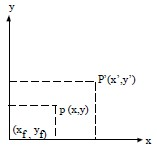 y
P'(x',y')
p (x,y)
(xf , yf)
x